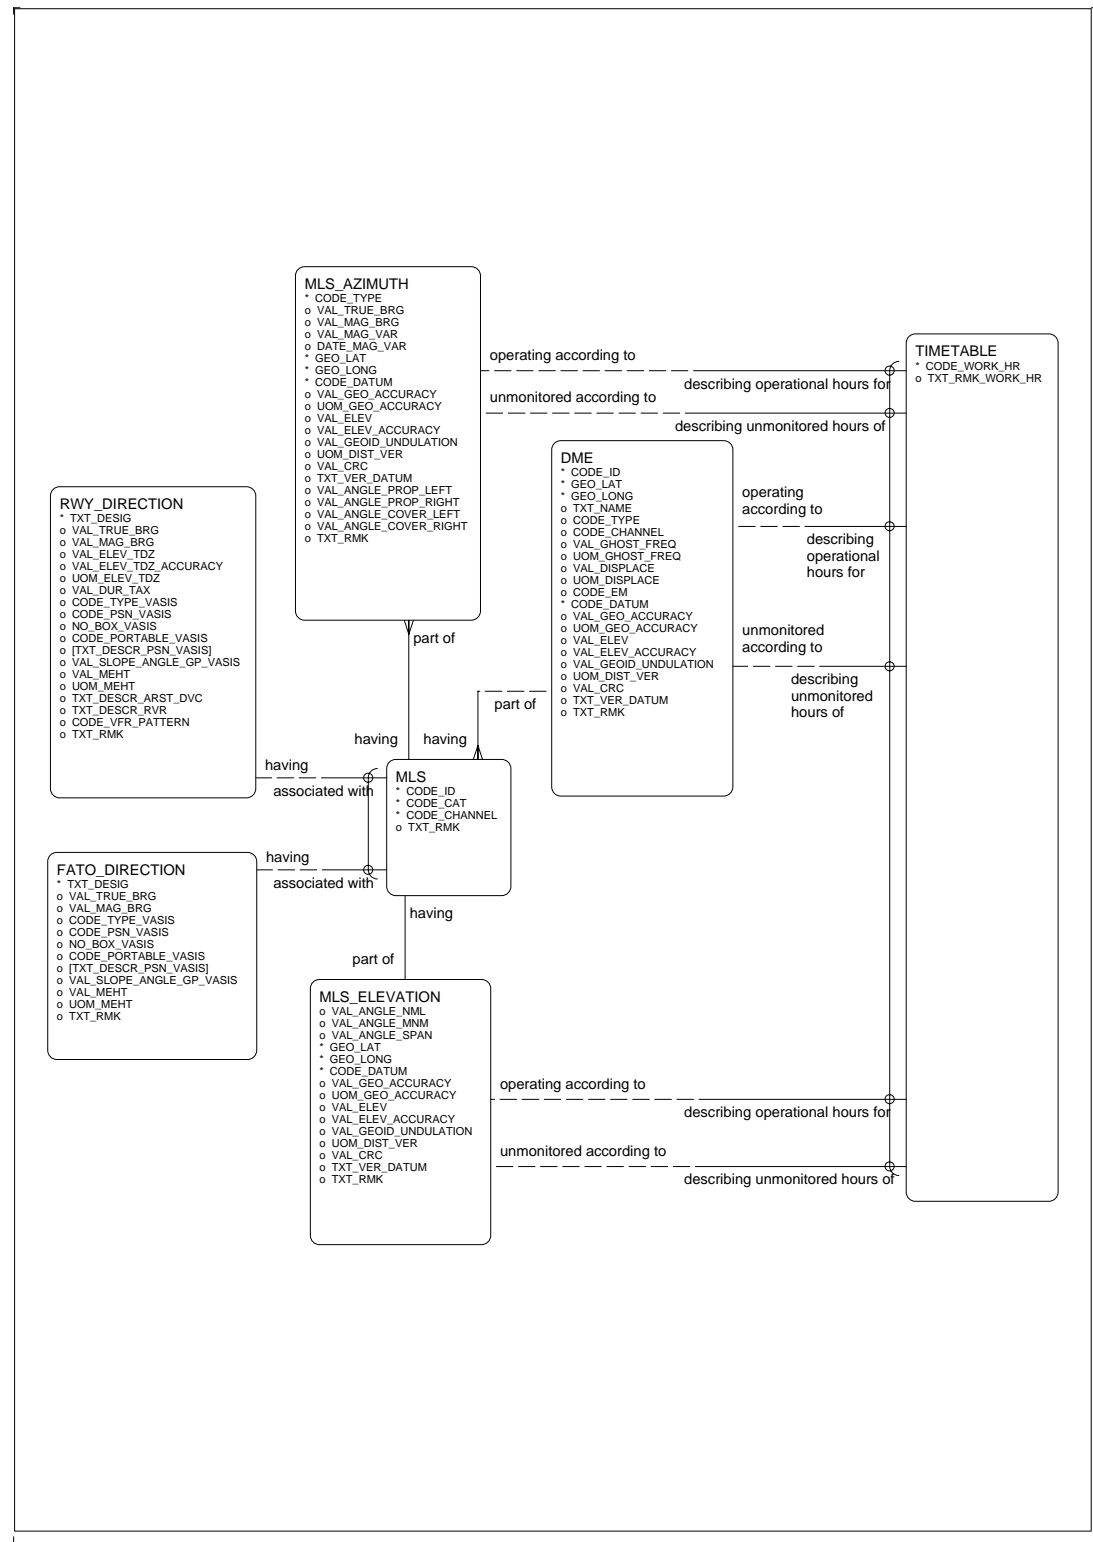 MLS_AZIMUTH
* CODE_TYPE
o VAL_TRUE_BRG
o VAL_MAG_BRG
o VAL_MAG_VAR
o DATE_MAG_VAR
* GEO_LAT
* GEO_LONG
* CODE_DATUM
o VAL_GEO_ACCURACY
o UOM_GEO_ACCURACY
o VAL_ELEV
o VAL_ELEV_ACCURACY
o VAL_GEOID_UNDULATION
o UOM_DIST_VER
o VAL_CRC
o TXT_VER_DATUM
o VAL_ANGLE_PROP_LEFT
o VAL_ANGLE_PROP_RIGHT
o VAL_ANGLE_COVER_LEFT
o VAL_ANGLE_COVER_RIGHT
o TXT_RMK
operating according to
describing operational hours for
unmonitored according to
describing unmonitored hours of
TIMETABLE
* CODE_WORK_HR
o TXT_RMK_WORK_HR
DME
* CODE_ID
* GEO_LAT
* GEO_LONG
o TXT_NAME
o CODE_TYPE
o CODE_CHANNEL
o VAL_GHOST_FREQ
o UOM_GHOST_FREQ
o VAL_DISPLACE
o UOM_DISPLACE
o CODE_EM
* CODE_DATUM
o VAL_GEO_ACCURACY
o UOM_GEO_ACCURACY
o VAL_ELEV
o VAL_ELEV_ACCURACY
o VAL_GEOID_UNDULATION
o UOM_DIST_VER
o VAL_CRC
o TXT_VER_DATUM
o TXT_RMK
operating
according to
describing
operational
hours for
unmonitored
according to
describing
unmonitored
hours of
RWY_DIRECTION
* TXT_DESIG
o VAL_TRUE_BRG
o VAL_MAG_BRG
o VAL_ELEV_TDZ
o VAL_ELEV_TDZ_ACCURACY
o UOM_ELEV_TDZ
o VAL_DUR_TAX
o CODE_TYPE_VASIS
o CODE_PSN_VASIS
o NO_BOX_VASIS
o CODE_PORTABLE_VASIS
o [TXT_DESCR_PSN_VASIS]
o VAL_SLOPE_ANGLE_GP_VASIS
o VAL_MEHT
o UOM_MEHT
o TXT_DESCR_ARST_DVC
o TXT_DESCR_RVR
o CODE_VFR_PATTERN
o TXT_RMK
part of
part of
having
having
having
associated with
MLS
* CODE_ID
* CODE_CAT
* CODE_CHANNEL
o TXT_RMK
having
associated with
FATO_DIRECTION
* TXT_DESIG
o VAL_TRUE_BRG
o VAL_MAG_BRG
o CODE_TYPE_VASIS
o CODE_PSN_VASIS
o NO_BOX_VASIS
o CODE_PORTABLE_VASIS
o [TXT_DESCR_PSN_VASIS]
o VAL_SLOPE_ANGLE_GP_VASIS
o VAL_MEHT
o UOM_MEHT
o TXT_RMK
having
part of
MLS_ELEVATION
o VAL_ANGLE_NML
o VAL_ANGLE_MNM
o VAL_ANGLE_SPAN
* GEO_LAT
* GEO_LONG
* CODE_DATUM
o VAL_GEO_ACCURACY
o UOM_GEO_ACCURACY
o VAL_ELEV
o VAL_ELEV_ACCURACY
o VAL_GEOID_UNDULATION
o UOM_DIST_VER
o VAL_CRC
o TXT_VER_DATUM
o TXT_RMK
operating according to
describing operational hours for
unmonitored according to
describing unmonitored hours of